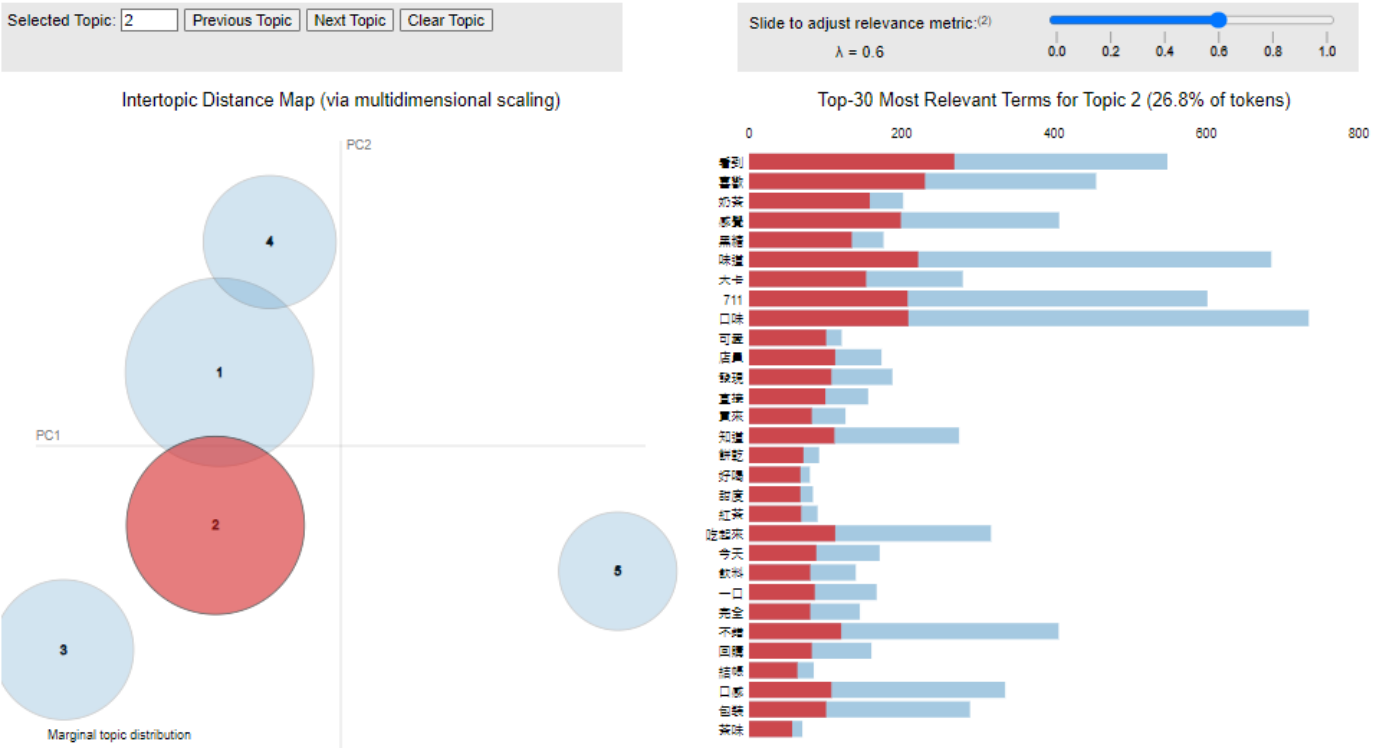 Selected Topic: 2 Previous Topic Next Topic Clear Topic
Slide to adjust relevance metric:(2)
λ = 0.6
0.0 0.2 0.4 0.6 0.8 1.0
Intertopic Distance Map (via multidimensional scaling)
PC2
PC1
4
1
2
5
3
Marginal topic distribution
Top-30 Most Relevant Terms for Topic 2 (26.8% of tokens)
0 200 400 600 800
看到
喜歡
奶茶
感覺
黑糖
味道
大卡
711
口味
可愛
店員
發現
直接
買來
知道
餅乾
好喝
甜度
紅茶
吃起來
今天
飲料
一口
完全
不錯
回購
結帳
口感
包裝
茶味